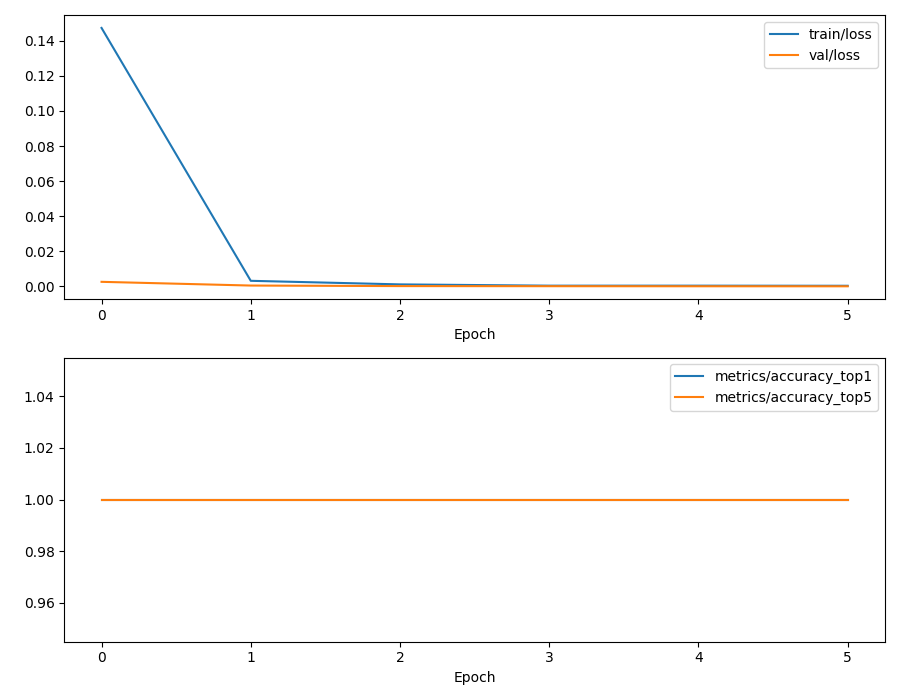 train/loss
val/loss
0.14
0.12
0.10
0.08
0.06
0.04
0.02
0.00
0 1 2 3 4 5
Epoch
metrics/accuracy_top1
metrics/accuracy_top5
1.04
1.02
1.00
0.98
0.96
0 1 2 3 4 5
Epoch